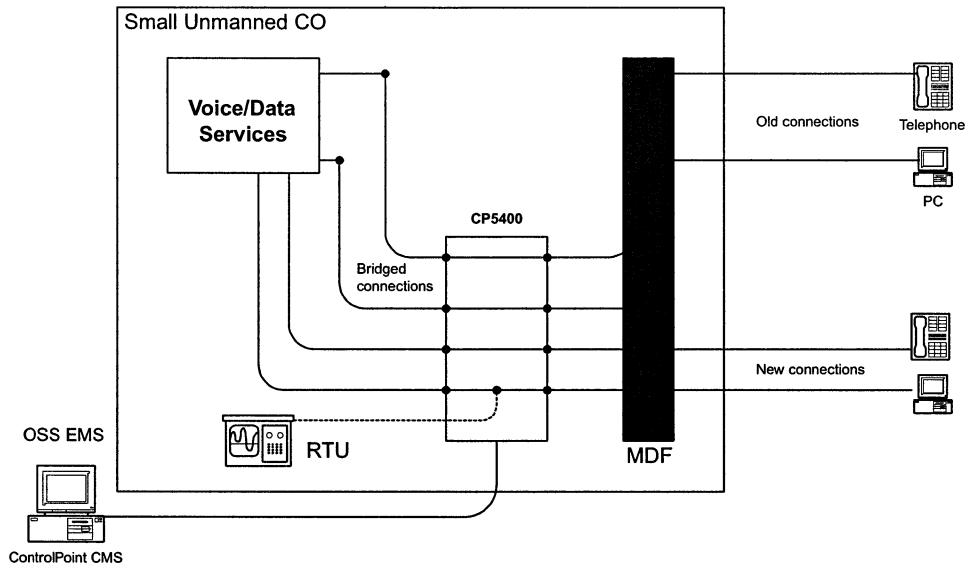 Small Unmanned CO
Voice/Data
Services
Old connections
Telephone
PC
CP5400
Bridged
connections
New connections
RTU
MDF
OSS EMS
ControlPoint CMS